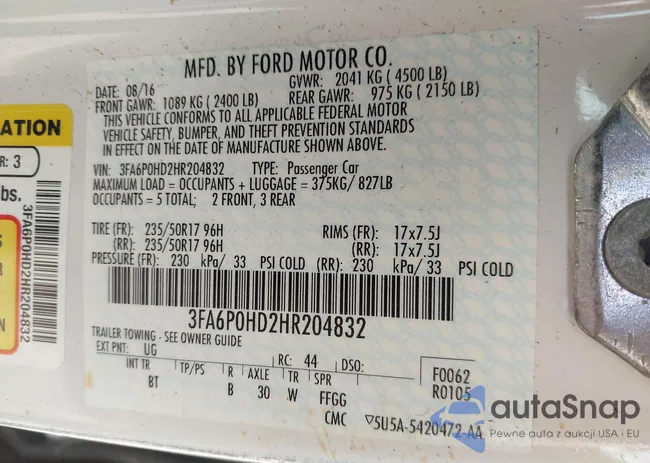 MFD. BY FORD MOTOR CO.
DATE: 08/16 GVWR: 2041 KG ( 4500 LB)
FRONT GAWR: 1089 KG ( 2400 LB) REAR GAWR: 975 KG ( 2150 LB)
THIS VEHICLE CONFORMS TO ALL APPLICABLE FEDERAL MOTOR
VEHICLE SAFETY, BUMPER, AND THEFT PREVENTION STANDARDS
IN EFFECT ON THE DATE OF MANUFACTURE SHOWN ABOVE.
VIN: 3FA6P0HD2HR204832 TYPE: Passenger Car
MAXIMUM LOAD = OCCUPANTS + LUGGAGE = 375KG/ 827LB
OCCUPANTS = 5 TOTAL; 2 FRONT, 3 REAR
TIRE (FR): 235/50R17 96H RIMS (FR): 17x7.5J
(RR): 235/50R17 96H (RR): 17x7.5J
PRESSURE (FR): 230 kPa/ 33 PSI COLD (RR): 230 kPa/ 33 PSI COLD
3FA6P0HD2HR204832
TRAILER TOWING - SEE OWNER GUIDE
EXT PNT: UG RC: 44 DSO:
INT TR TP/PS R AXLE TR SPR F0062
BT B 30 W FFGG R0105
CMC 5U5A-5420472-AA
ATION
R: 3
bs.
3FA6P0HD2HR204832
S
R
N
autaSnap
Pewne auta z aukcji USA i EU